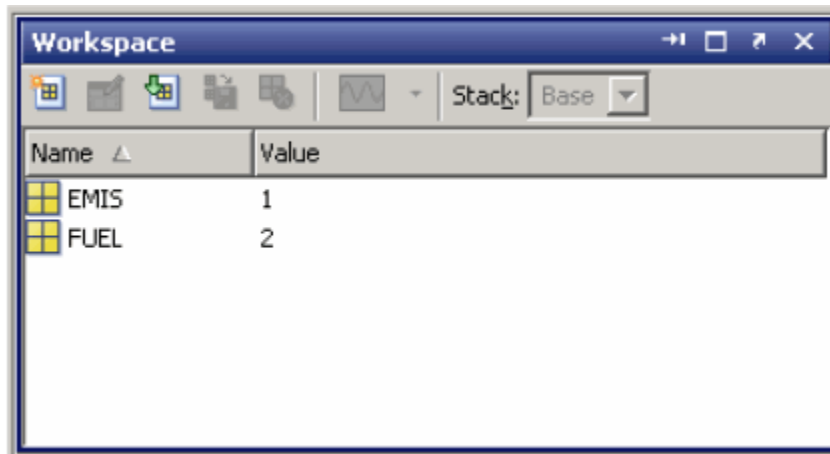 Workspace
Stack: Base
Name Value
EMIS 1
FUEL 2